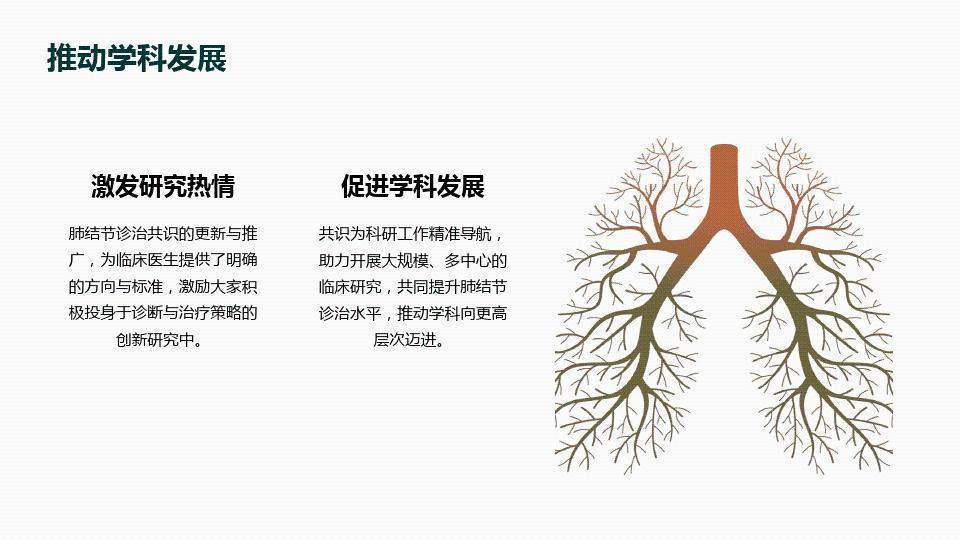 推动学科发展
激发研究热情
肺结节诊治共识的更新与推
广，为临床医生提供了明确
的方向与标准，激励大家积
极投身于诊断与治疗策略的
创新研究中。
促进学科发展
共识为科研工作精准导航，
助力开展大规模、多中心的
临床研究，共同提升肺结节
诊治水平，推动学科向更高
层次迈进。